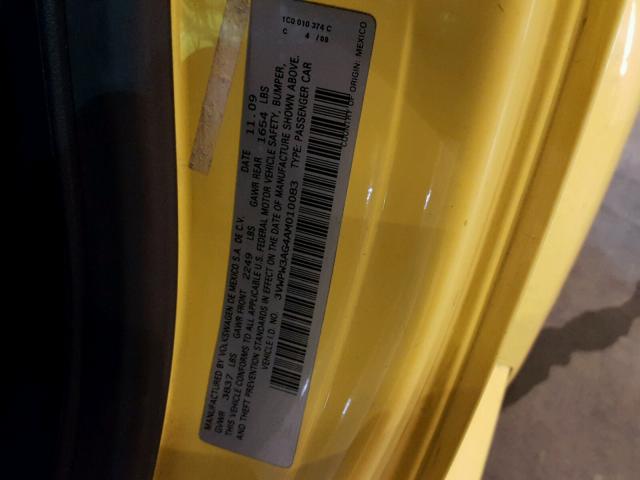 MANUFACTURED BY VOLKSWAGEN DE MEXICO S.A. DE C.V. DATE 11.09
GVWR 3837 LBS GAWR FRONT 2249 LBS GAWR REAR 1654 LBS
THIS VEHICLE CONFORMS TO ALL APPLICABLE U.S. FEDERAL MOTOR VEHICLE SAFETY, BUMPER,
AND THEFT PREVENTION STANDARDS IN EFFECT ON THE DATE OF MANUFACTURE SHOWN ABOVE.
VEHICLE I.D. NO. 3VWPW3AG4AM010083 TYPE: PASSENGER CAR
COUNTRY OF ORIGIN: MEXICO
1C0 010 374 C
C 4 /09